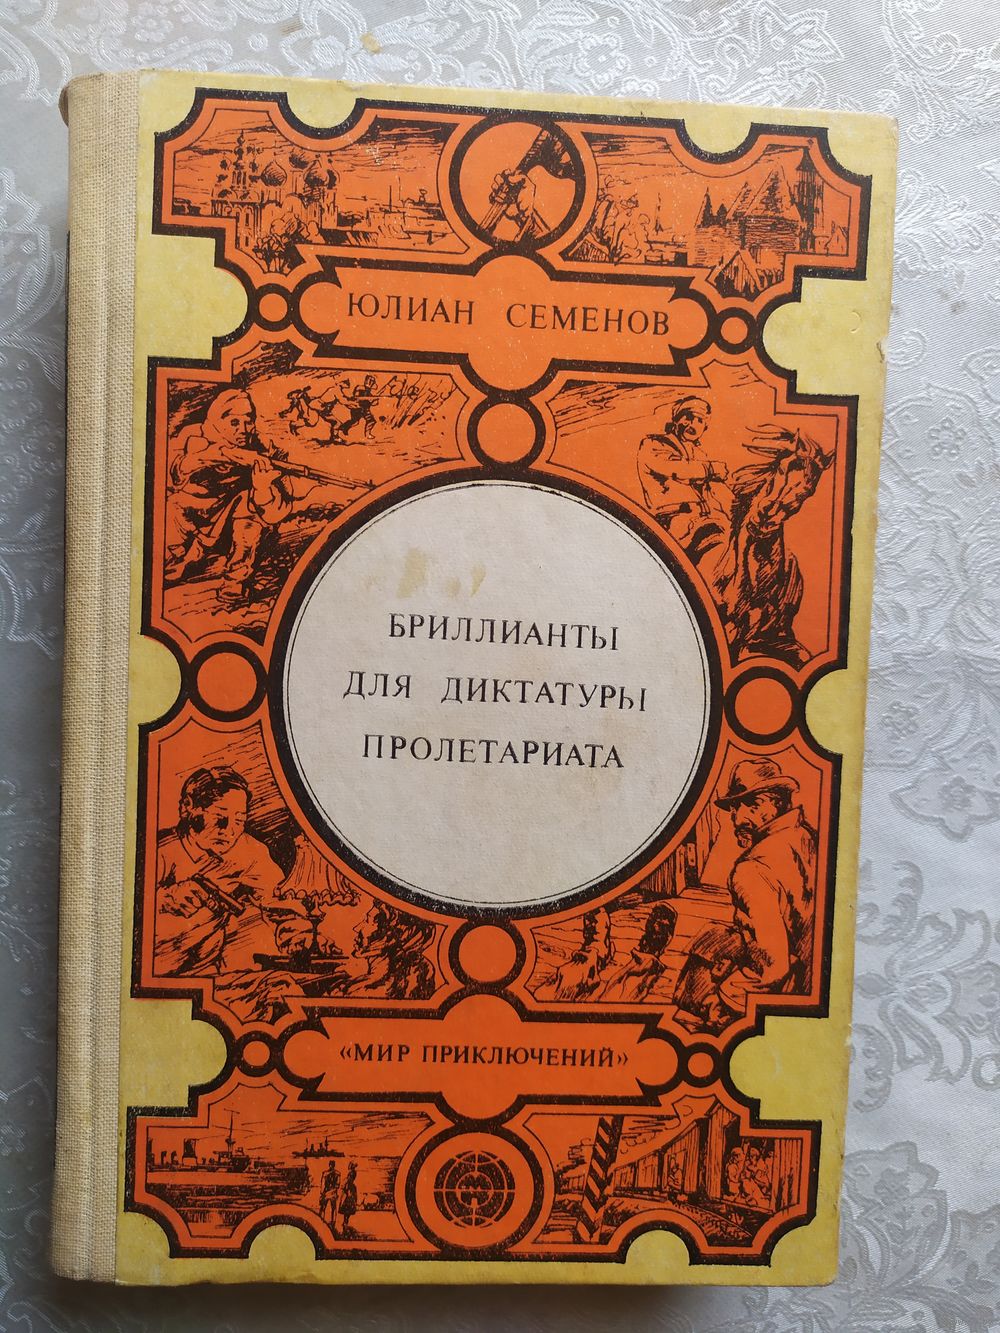 ЮЛИАН СЕМЕНОВ
БРИЛЛИАНТЫ
ДЛЯ ДИКТАТУРЫ
ПРОЛЕТАРИАТА
«МИР ПРИКЛЮЧЕНИЙ»